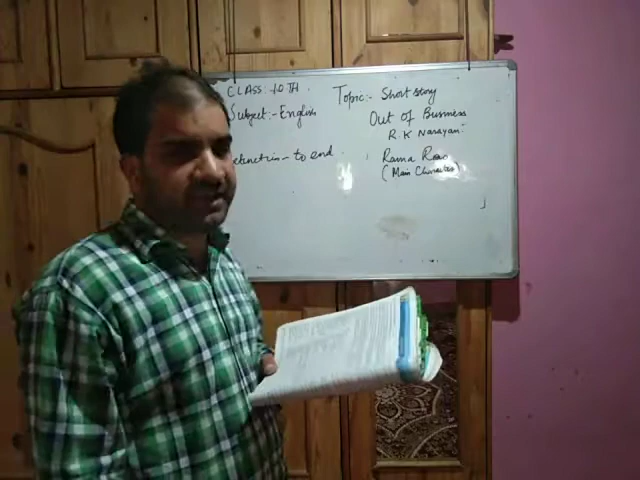 CLASS:- 10TH
Subject:- English
Topic:- Short story
Out of Business
R.K Narayan
- to end
Rama Rao
(Main Character)